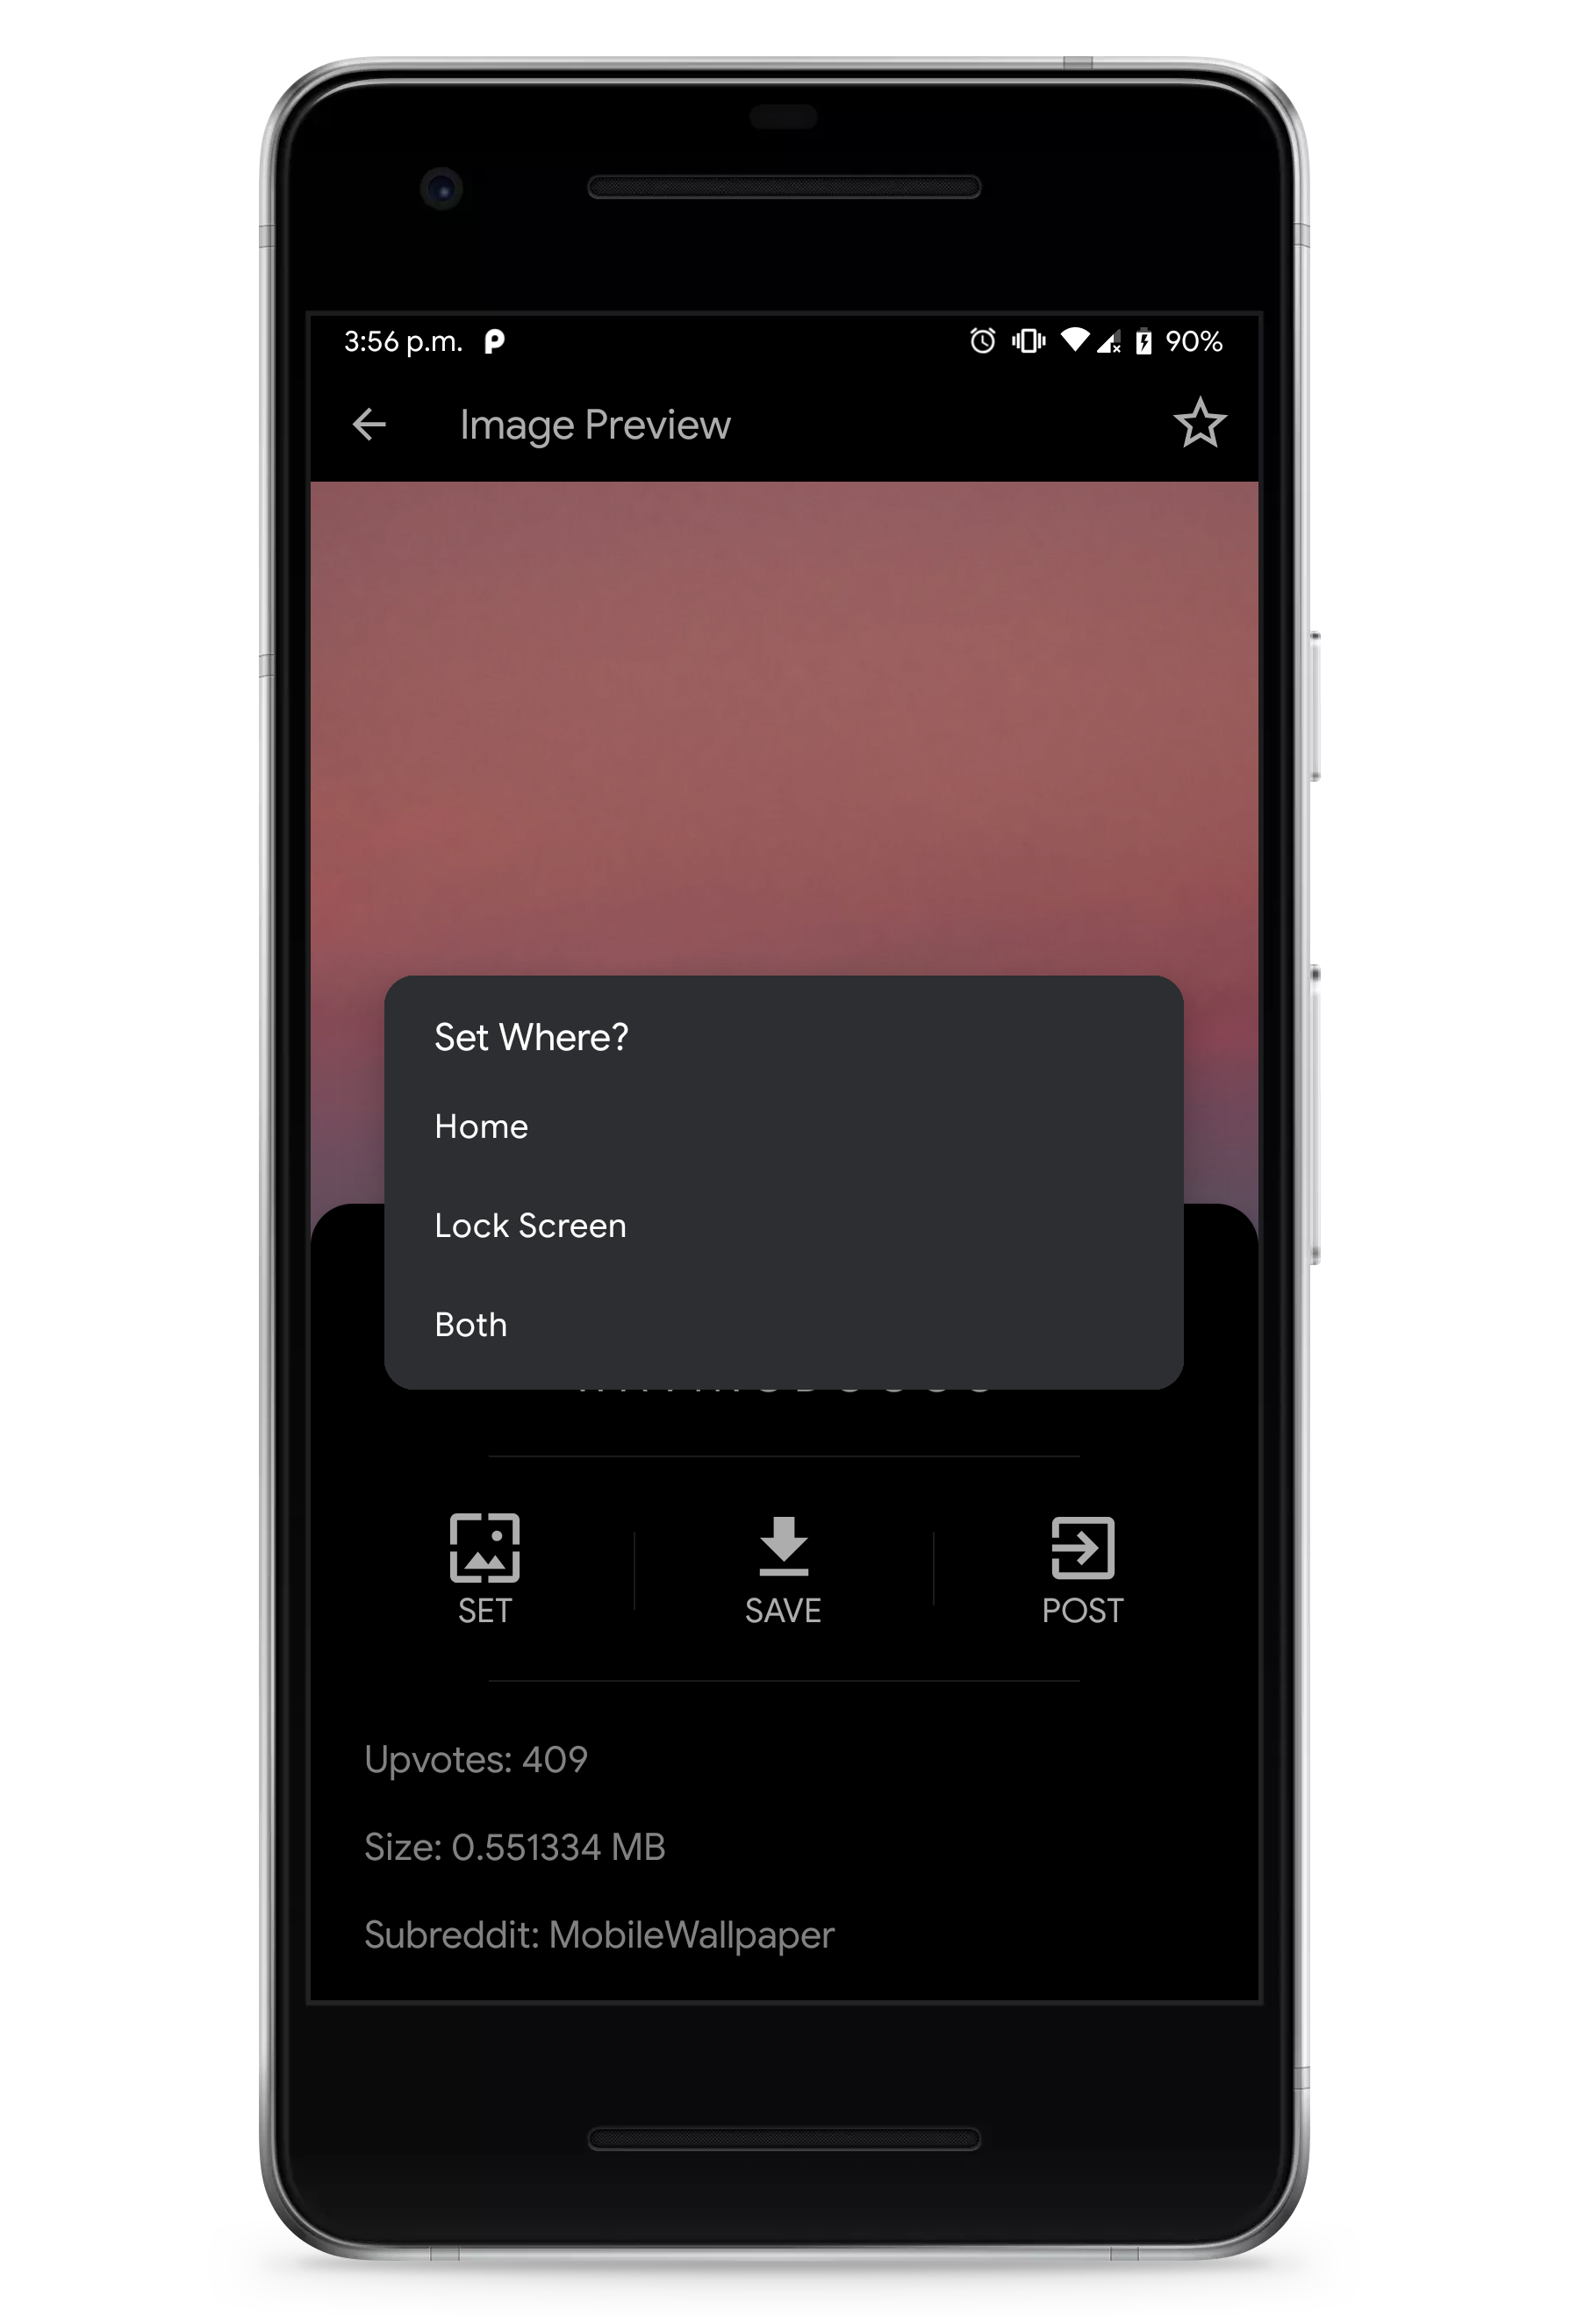 3:56 p.m. 90%
Image Preview
Set Where?
Home
Lock Screen
Both
SET SAVE POST
Upvotes: 409
Size: 0.551334 MB
Subreddit: MobileWallpaper